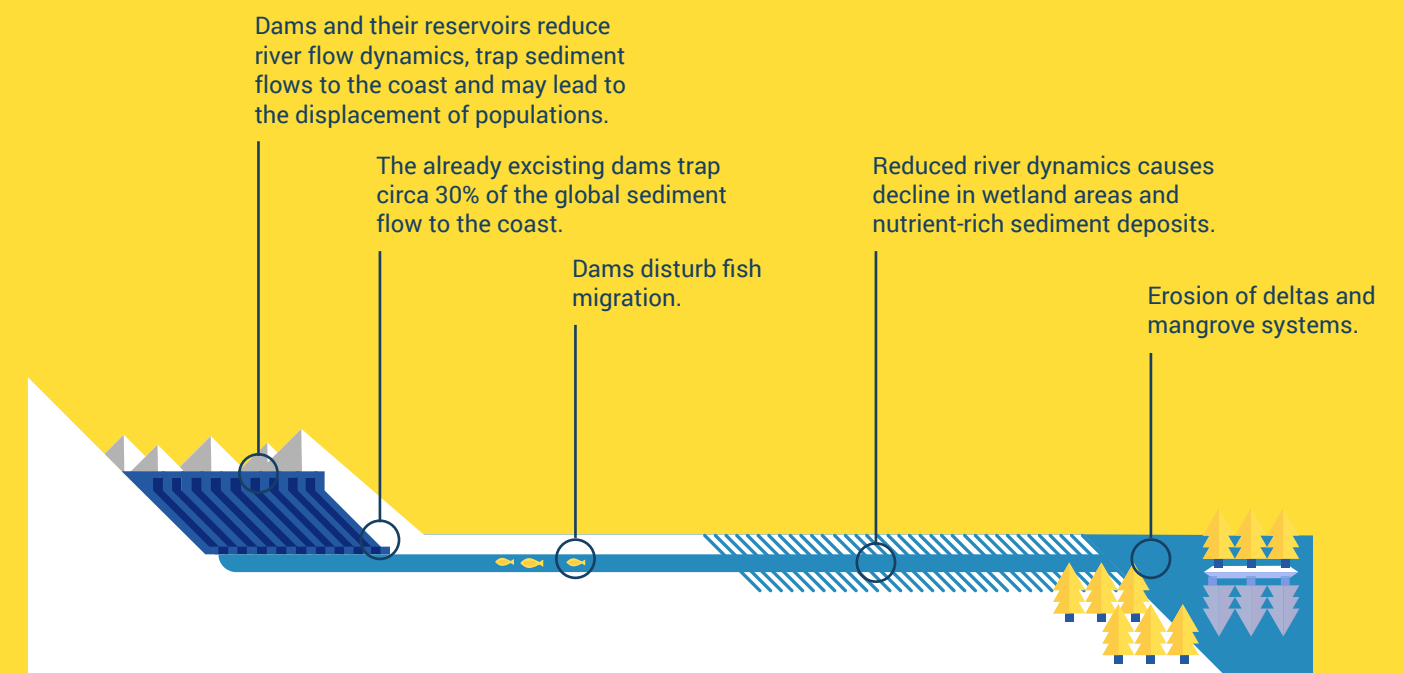 Dams and their reservoirs reduce
river flow dynamics, trap sediment
flows to the coast and may lead to
the displacement of populations.
The already excisting dams trap
circa 30% of the global sediment
flow to the coast.
Dams disturb fish
migration.
Reduced river dynamics causes
decline in wetland areas and
nutrient-rich sediment deposits.
Erosion of deltas and
mangrove systems.